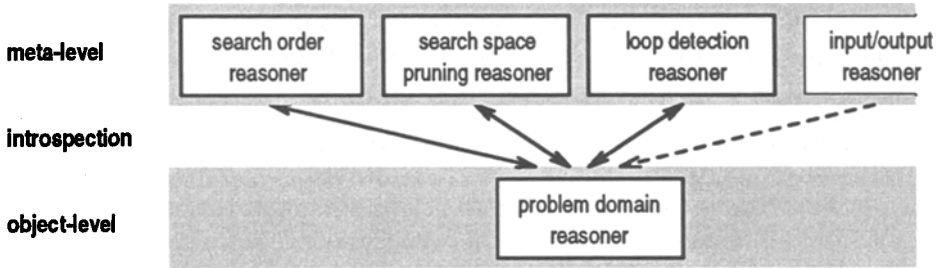 meta-level
search order
reasoner
search space
pruning reasoner
loop detection
reasoner
input/output
reasoner
introspection
object-level
problem domain
reasoner